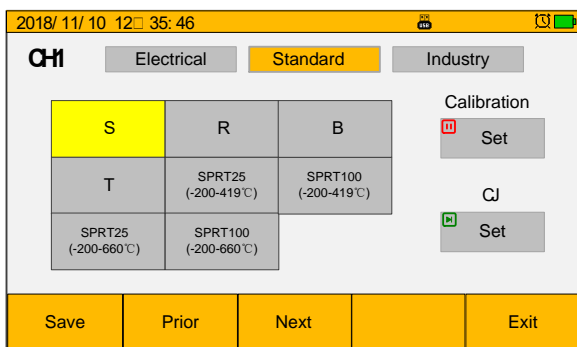 2018/ 11/ 10 12□ 35: 46
USB
CH1
Electrical
Standard
Industry
S
R
B
Calibration
Set
T
SPRT25
(-200-419℃)
SPRT100
(-200-419℃)
CJ
SPRT25
(-200-660℃)
SPRT100
(-200-660℃)
Set
Save
Prior
Next
Exit